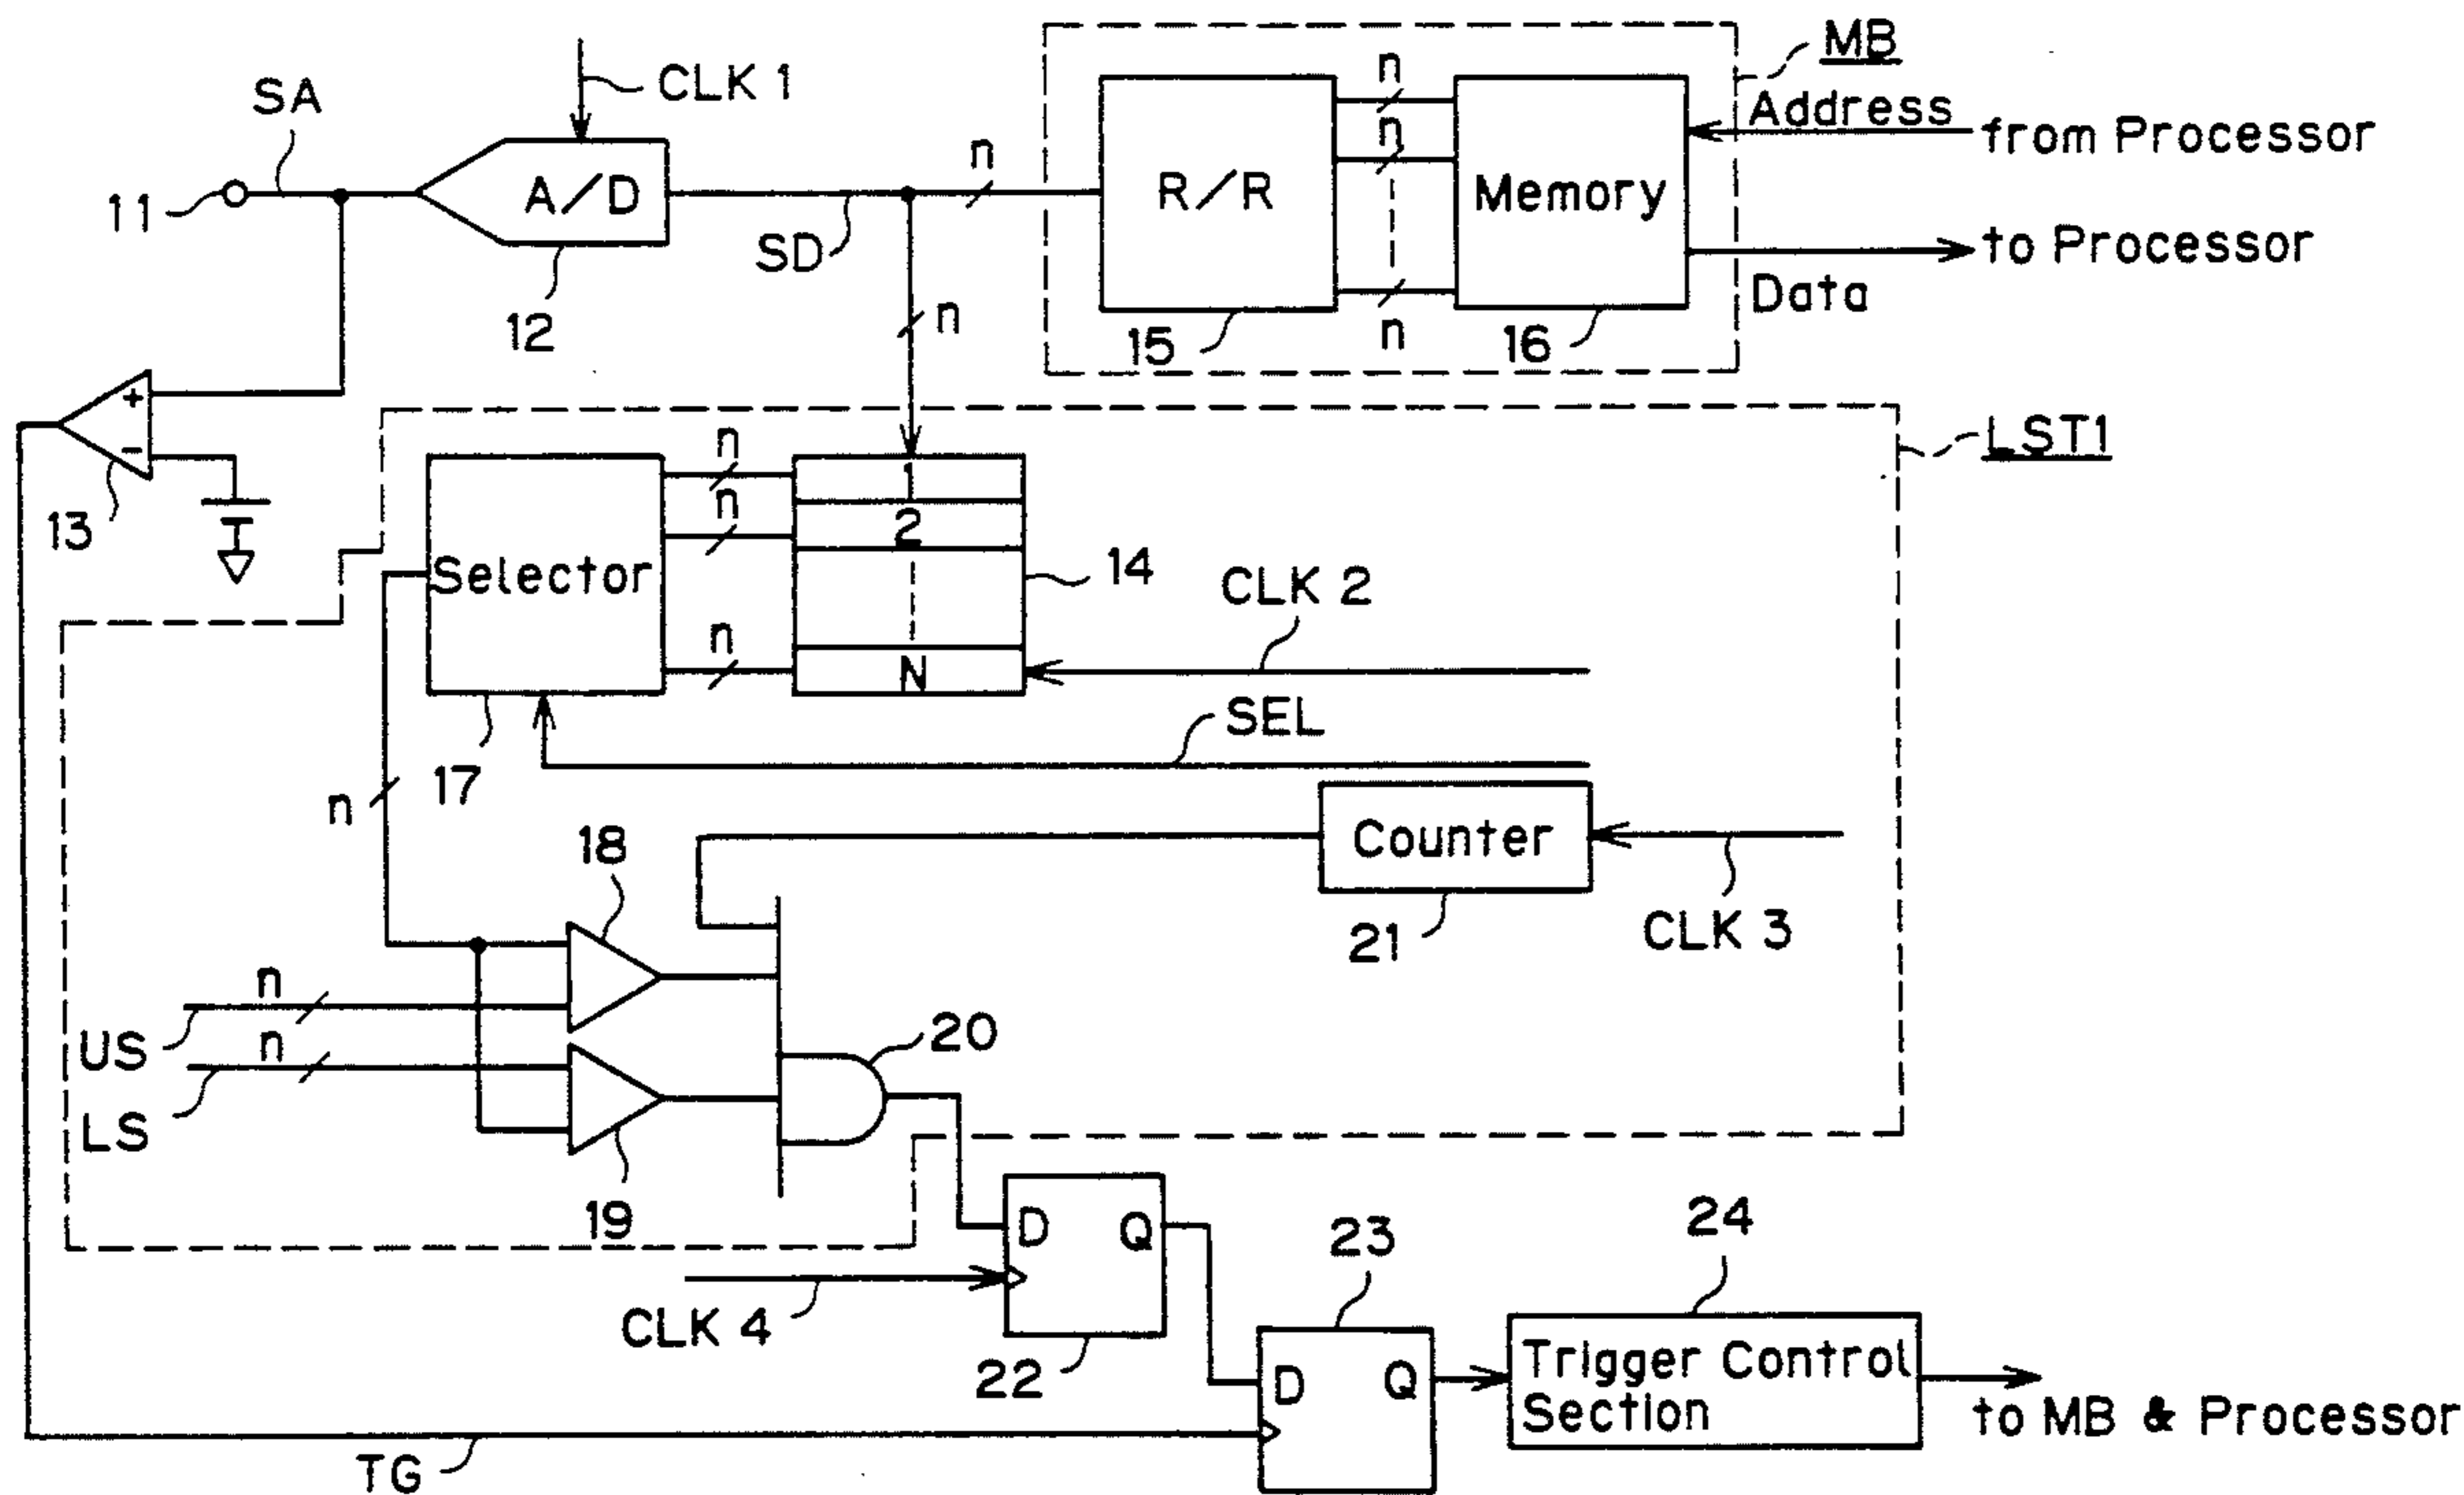 MB
CLK 1
SA
n
n
Address
from Processor
n
11
A/D
R/R
Memory
SD
to Processor
Data
12
n
15
n
16
+
-
13
LST1
n
1
n
2
Selector
14
CLK 2
n
N
SEL
17
n
18
Counter
CLK 3
21
n
US
n
20
LS
19
D
Q
23
24
CLK 4
22
D
Q
Trigger Control
Section
to MB & Processor
TG